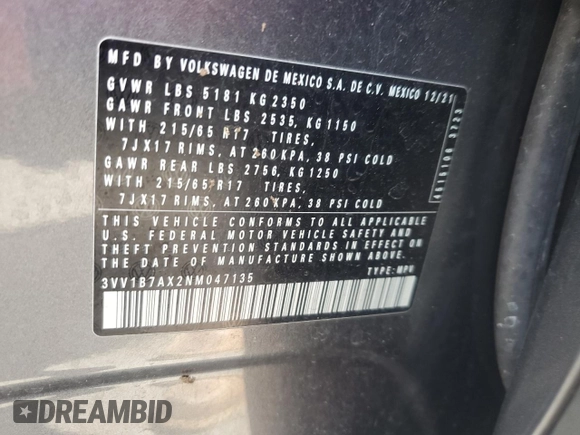 MFD BY VOLKSWAGEN DE MEXICO S.A. DE C.V. MEXICO 12/21
GVWR LBS 5181 KG 2350
GAWR FRONT LBS 2535, KG 1150
WITH 215/65 R17 TIRES,
7JX17 RIMS, AT 260 KPA, 38 PSI COLD
GAWR REAR LBS 2756, KG 1250
WITH 215/65 R17 TIRES,
7JX17 RIMS, AT 260 KPA, 38 PSI COLD
THIS VEHICLE CONFORMS TO ALL APPLICABLE
U.S. FEDERAL MOTOR VEHICLE SAFETY AND
THEFT PREVENTION STANDARDS IN EFFECT ON
THE DATE OF MANUFACTURE SHOWN ABOVE.
3VV1B7AX2NM047135 TYPE: MPV
DREAMBID